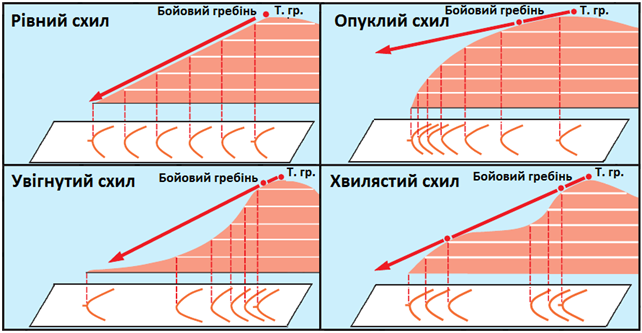 Рівний схил
Бойовий гребінь
Т. гр.
Опуклий схил
Бойовий гребінь
Т. гр.
Увігнутий схил
Бойовий гребінь
Т. гр.
Хвилястий схил
Бойовий гребінь
Т. гр.